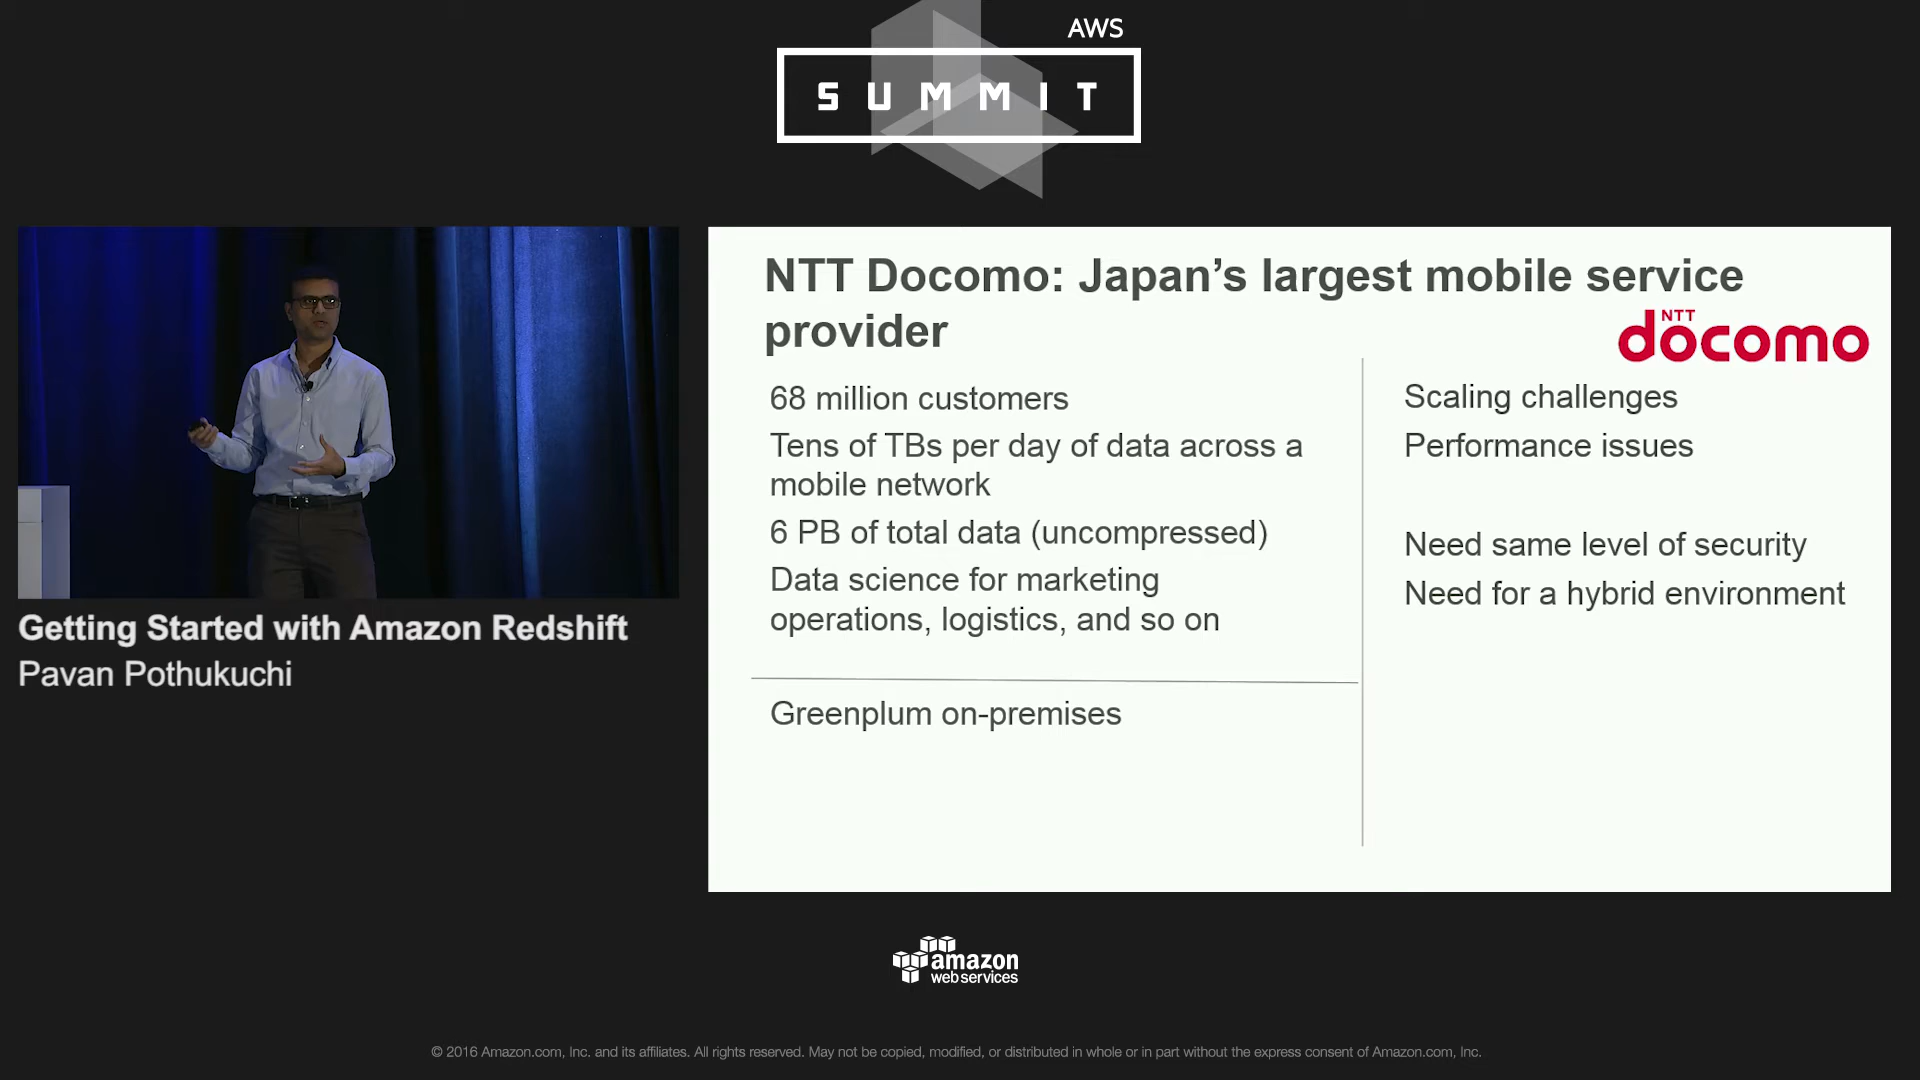 AWS
SUMMIT
NTT Docomo: Japan’s largest mobile service
provider
NTT
docomo
68 million customers
Tens of TBs per day of data across a
mobile network
6 PB of total data (uncompressed)
Data science for marketing
operations, logistics, and so on
Greenplum on-premises
Scaling challenges
Performance issues
Need same level of security
Need for a hybrid environment
Getting Started with Amazon Redshift
Pavan Pothukuchi
amazon
web services
© 2016 Amazon.com, Inc. and its affiliates. All rights reserved. May not be copied, modified, or distributed in whole or in part without the express consent of Amazon.com, Inc.